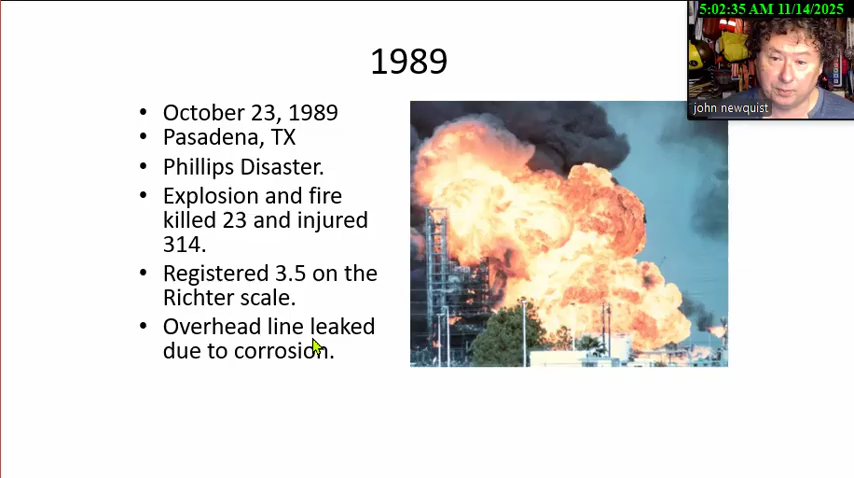 5:02:35 AM 11/14/2025
john newquist
1989
• October 23, 1989
• Pasadena, TX
• Phillips Disaster.
• Explosion and fire
killed 23 and injured
314.
• Registered 3.5 on the
Richter scale.
• Overhead line leaked
due to corrosion.